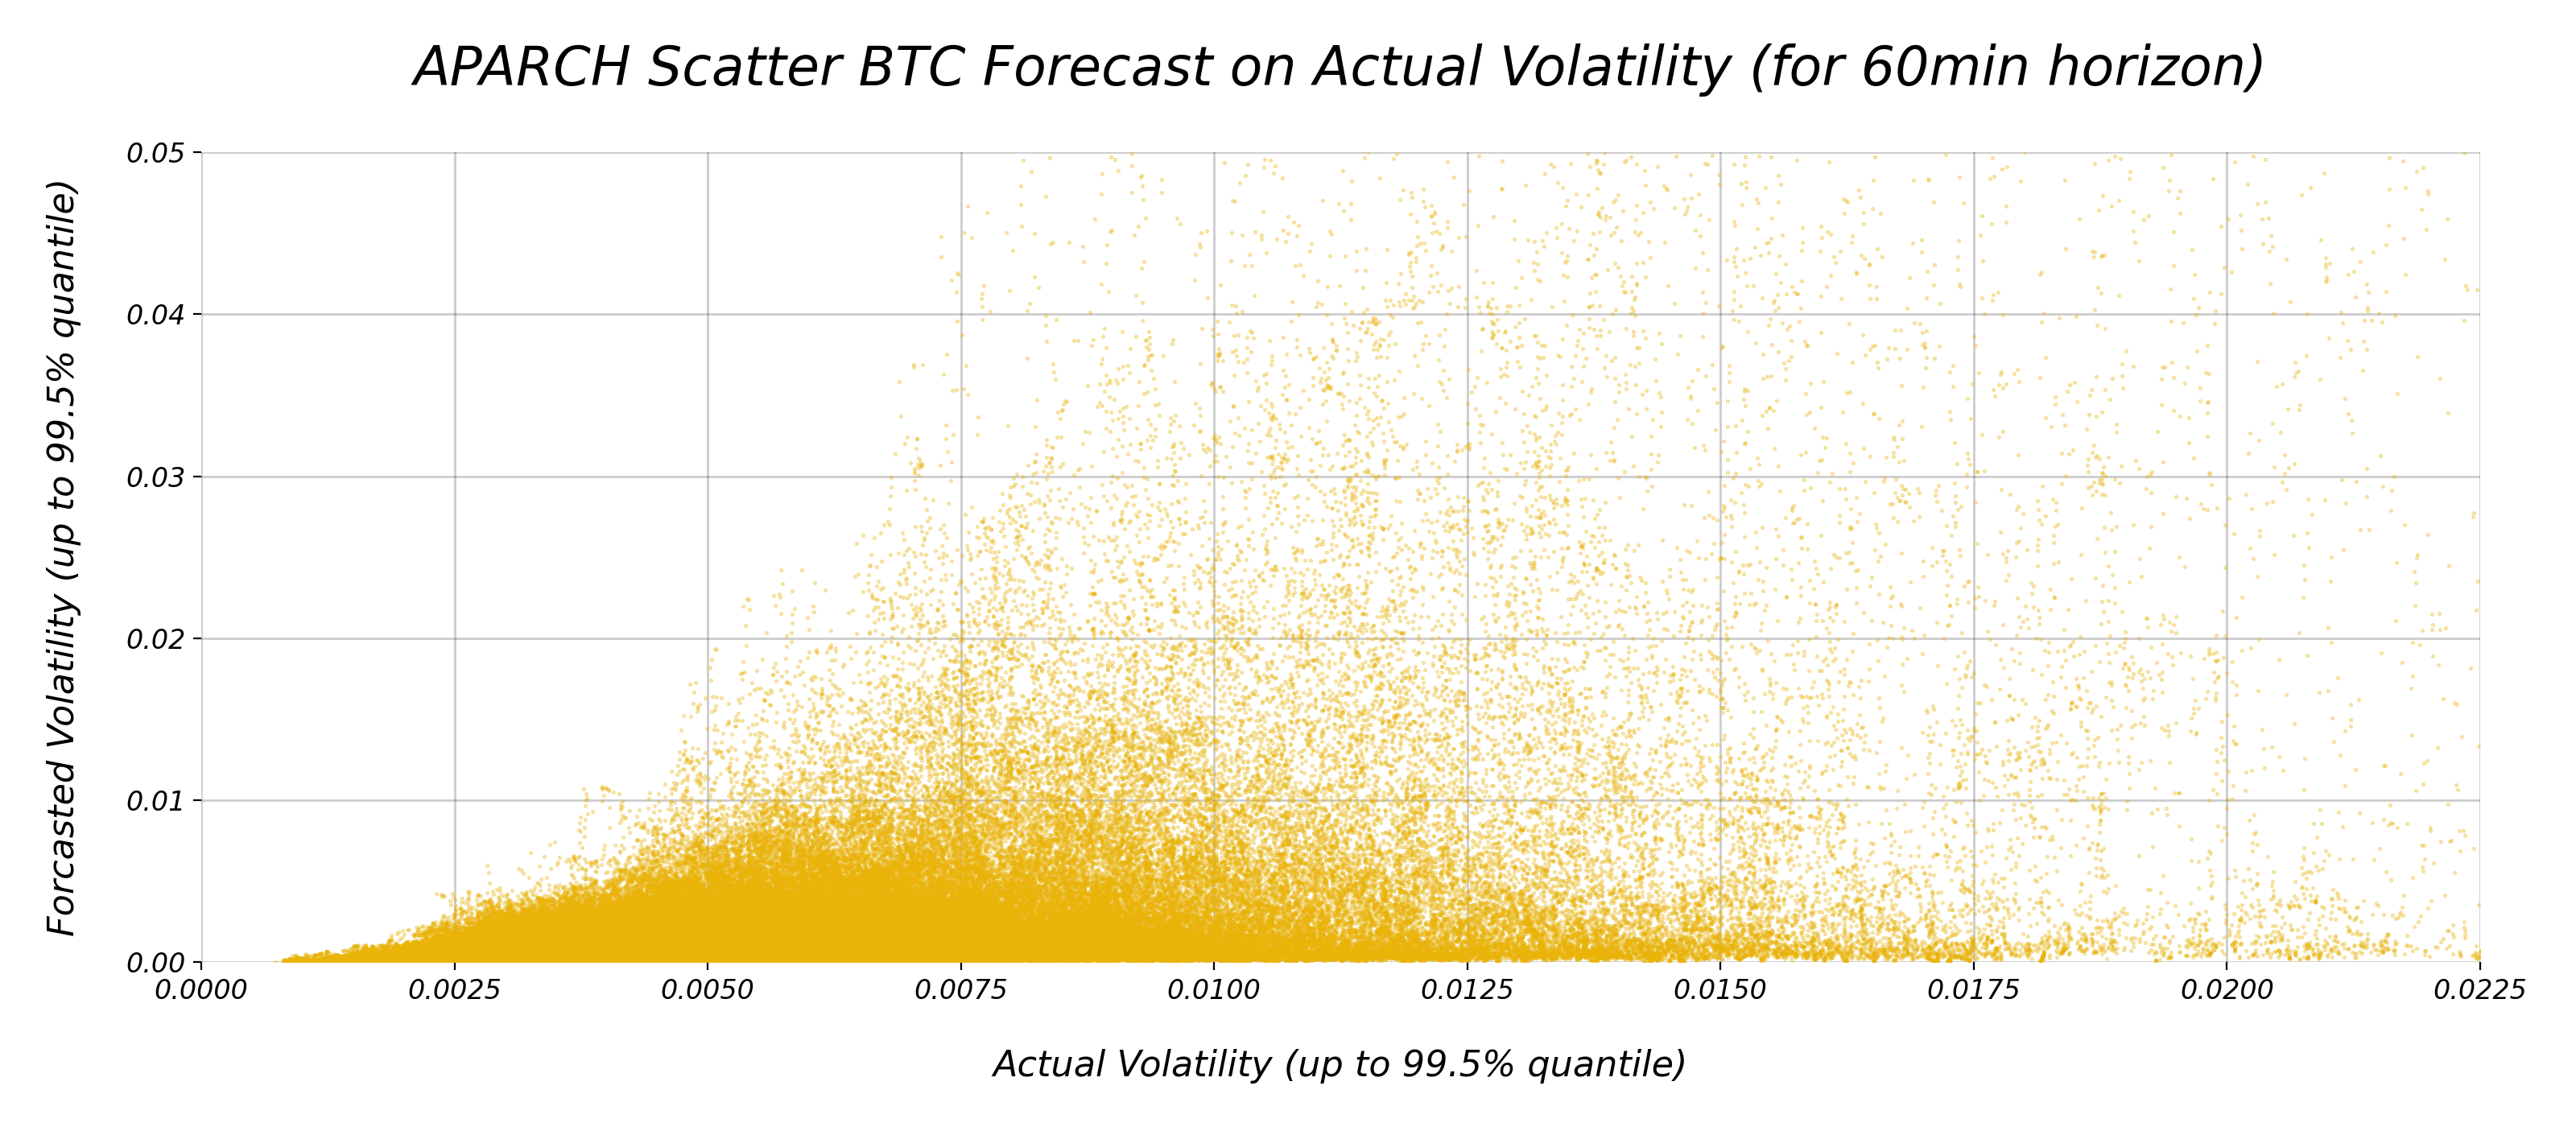 APARCH Scatter BTC Forecast on Actual Volatility (for 60min horizon)
Forcasted Volatility (up to 99.5% quantile)
0.05
0.04
0.03
0.02
0.01
0.00
0.0000 0.0025 0.0050 0.0075 0.0100 0.0125 0.0150 0.0175 0.0200 0.0225
Actual Volatility (up to 99.5% quantile)